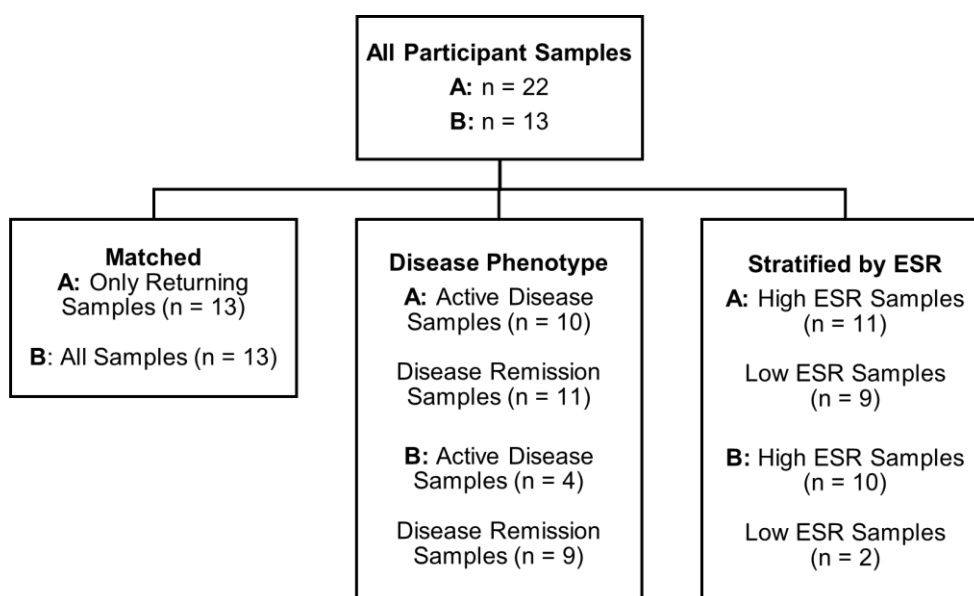 All Participant Samples
A: n = 22
B: n = 13
Matched
A: Only Returning
Samples (n = 13)
B: All Samples (n = 13)
Disease Phenotype
A: Active Disease
Samples (n = 10)
Disease Remission
Samples (n = 11)
B: Active Disease
Samples (n = 4)
Disease Remission
Samples (n = 9)
Stratified by ESR
A: High ESR Samples
(n = 11)
Low ESR Samples
(n = 9)
B: High ESR Samples
(n = 10)
Low ESR Samples
(n = 2)